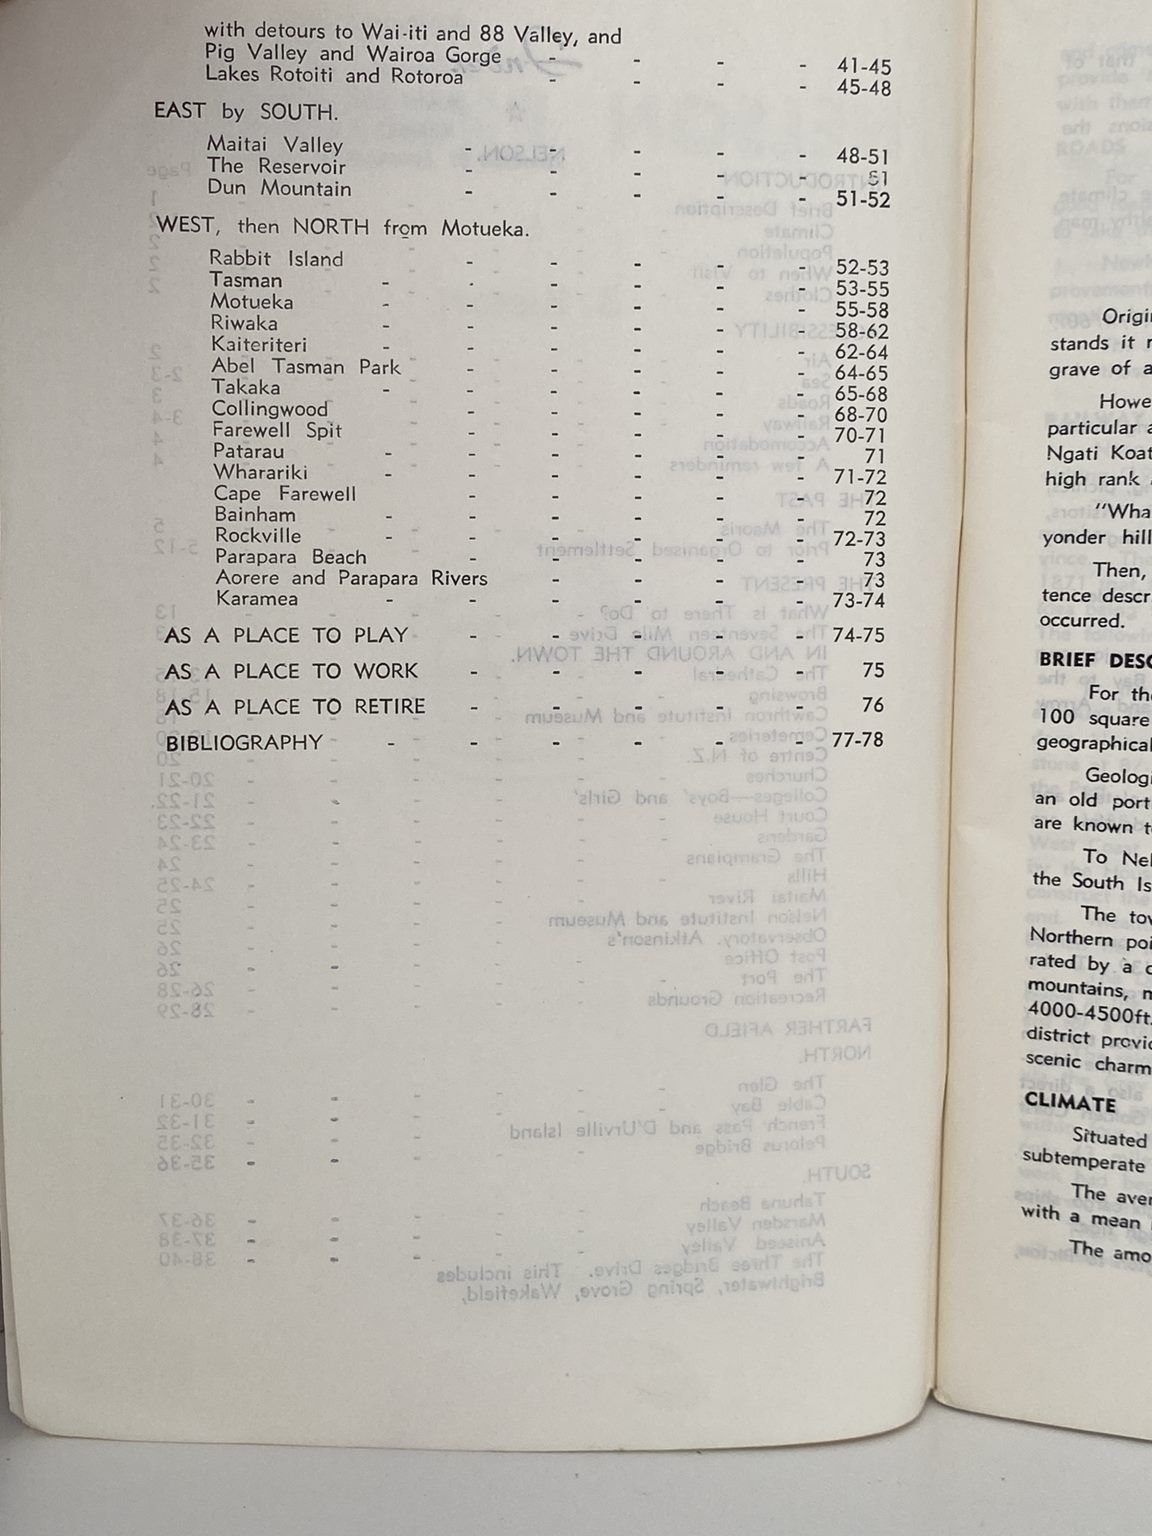 with detours to Wai-iti and 88 Valley, and
Pig Valley and Wairoa Gorge - - - - 41-45
Lakes Rotoiti and Rotoroa - - - - 45-48
EAST by SOUTH.
Maitai Valley - - - - - 48-51
The Reservoir - - - - - 51
Dun Mountain - - - - - 51-52
WEST, then NORTH from Motueka.
Rabbit Island - - - - - 52-53
Tasman - - - - - - 53-55
Motueka - - - - - - 55-58
Riwaka - - - - - - 58-62
Kaiteriteri - - - - - - 62-64
Abel Tasman Park - - - - - 64-65
Takaka - - - - - - 65-68
Collingwood - - - - - 68-70
Farewell Spit - - - - - 70-71
Patarau - - - - - - 71
Wharariki - - - - - - 71-72
Cape Farewell - - - - - 72
Bainham - - - - - - 72
Rockville - - - - - - 72-73
Parapara Beach - - - - - 73
Aorere and Parapara Rivers - - - - 73
Karamea - - - - - - 73-74
AS A PLACE TO PLAY - - - - - 74-75
AS A PLACE TO WORK - - - - - 75
AS A PLACE TO RETIRE - - - - - 76
BIBLIOGRAPHY - - - - - - 77-78
Origin
stands it
grave of a
Howe
particular
Ngati Koat
high rank
"Wha
yonder hill
Then,
tence descr
occurred.
BRIEF DESC
For the
100 square
geographical
Geologi
an old port
are known
To Nel
the South Is
The tow
Northern poi
rated by a
mountains,
4000-4500ft.
district provid
scenic charm
CLIMATE
Situated
subtemperate
The aver
with a mean
The amo